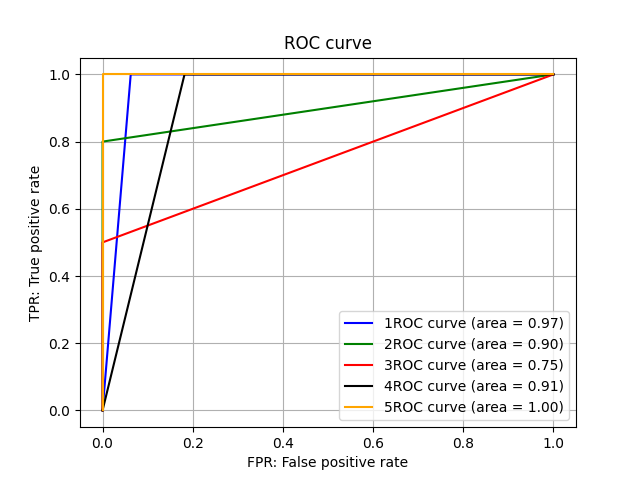 ROC curve
TPR: True positive rate
1.0
0.8
0.6
0.4
0.2
0.0
1ROC curve (area = 0.97)
2ROC curve (area = 0.90)
3ROC curve (area = 0.75)
4ROC curve (area = 0.91)
5ROC curve (area = 1.00)
0.0 0.2 0.4 0.6 0.8 1.0
FPR: False positive rate